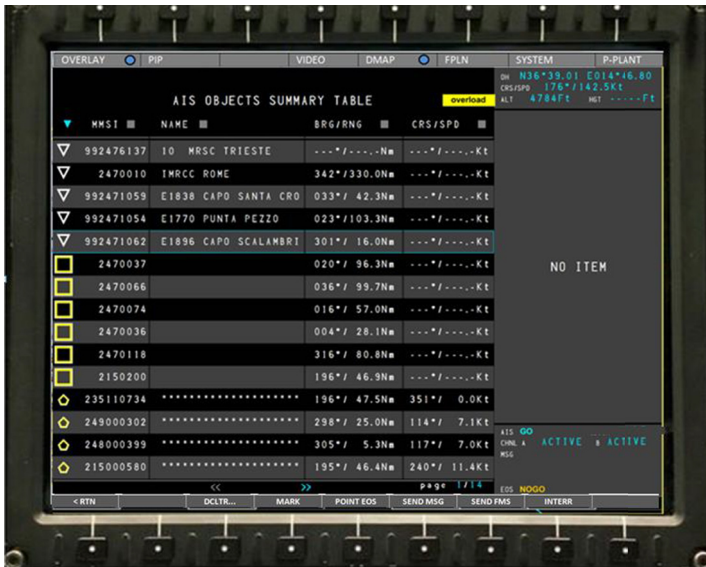 OVERLAY PIP VIDEO DMAP FPLN SYSTEM P-PLANT
OH N36°39.01 E014°46.80
CRS/SPD 176°/142.5Kt
ALT 4784Ft HGT -----Ft
AIS OBJECTS SUMMARY TABLE overload
MMSI NAME BRG/RNG CRS/SPD
992476137 10 MRSC TRIESTE ---°/---.-Nm ---°/---.-Kt
2470010 IMRCC ROME 342°/330.0Nm ---°/---.-Kt
992471059 E1838 CAPO SANTA CRO 033°/ 42.3Nm ---°/---.-Kt
992471054 E1770 PUNTA PEZZO 023°/103.3Nm ---°/---.-Kt
992471062 E1896 CAPO SCALAMBRI 301°/ 16.0Nm ---°/---.-Kt
2470037 020°/ 96.3Nm ---°/---.-Kt
2470066 036°/ 99.7Nm ---°/---.-Kt
2470074 016°/ 57.0Nm ---°/---.-Kt
2470036 004°/ 28.1Nm ---°/---.-Kt
2470118 316°/ 80.8Nm ---°/---.-Kt
2150200 196°/ 46.9Nm ---°/---.-Kt
235110734 ******************** 196°/ 47.5Nm 351°/ 0.0Kt
249000302 ******************** 298°/ 25.0Nm 114°/ 7.1Kt
248000399 ******************** 305°/ 5.3Nm 117°/ 7.0Kt
215000580 ******************** 195°/ 46.4Nm 240°/ 11.4Kt
<< >> page 1/14
NO ITEM
AIS GO
CHNL A ACTIVE B ACTIVE
MSG
EOS NOGO
< RTN DCLTR... MARK POINT EOS SEND MSG SEND FMS INTERR